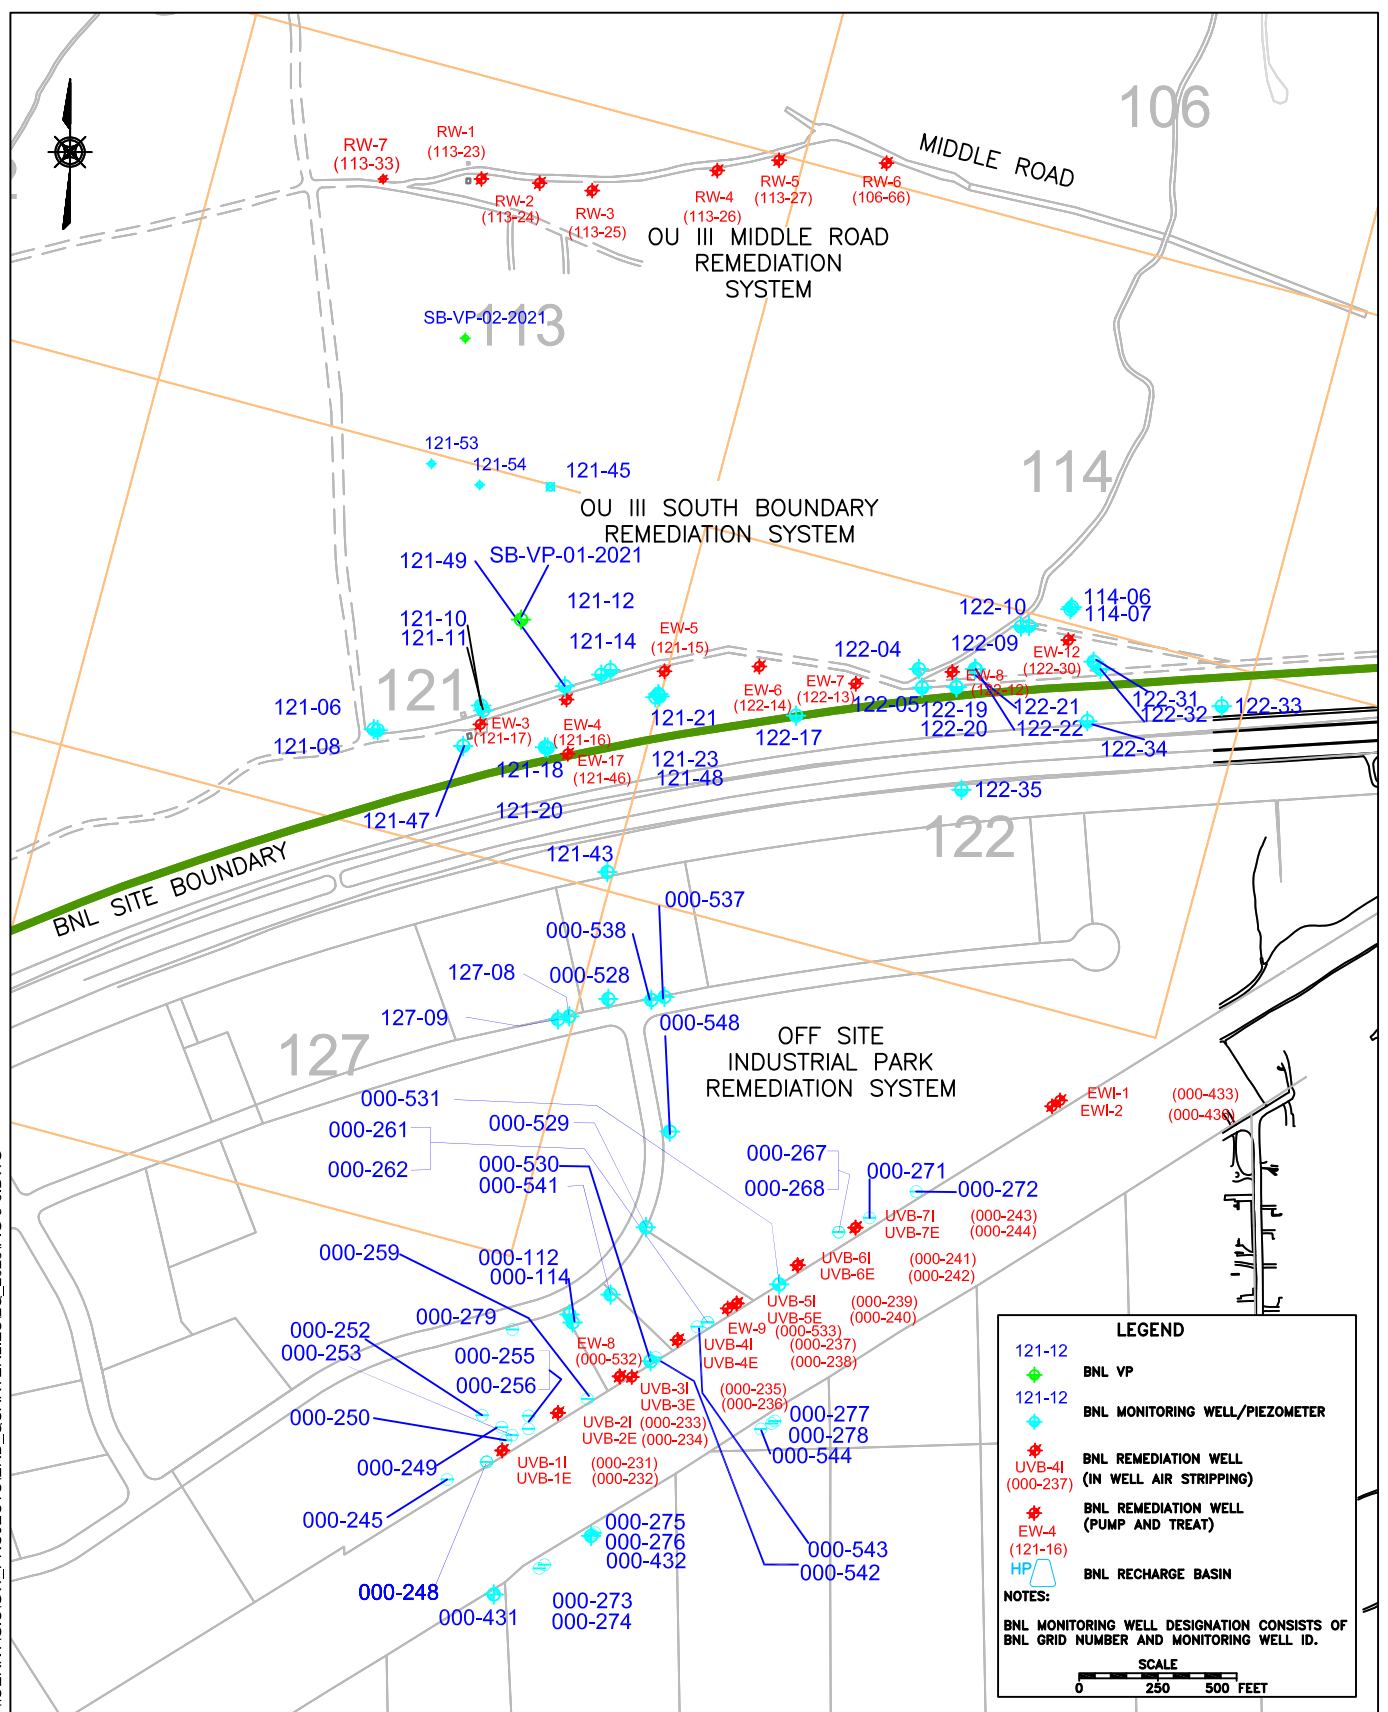 106
MIDDLE ROAD
RW-1
(113-23)
RW-7
(113-33)
RW-2
(113-24)
RW-3
(113-25)
RW-4
(113-26)
RW-5
(113-27)
RW-6
(106-66)
OU III MIDDLE ROAD
REMEDIATION
SYSTEM
SB-VP-02-2021
113
121-53
121-54
121-45
114
OU III SOUTH BOUNDARY
REMEDIATION SYSTEM
121-49
SB-VP-01-2021
121-10
121-11
121-12
121-14
EW-5
(121-15)
122-10
114-06
114-07
122-04
122-09
EW-12
(122-30)
EW-6
(122-14)
EW-7
(122-13)
EW-8
(122-12)
121
121-06
121-08
EW-3
(121-17)
EW-4
(121-16)
EW-17
(121-46)
121-18
121-20
121-21
121-23
121-48
122-17
122-05
122-19
122-20
122-21
122-22
122-31
122-32
122-33
122-34
122-35
121-47
122
121-43
BNL SITE BOUNDARY
000-537
000-538
000-528
127-08
127-09
000-548
127
OFF SITE
INDUSTRIAL PARK
REMEDIATION SYSTEM
EWI-1 (000-433)
EWI-2 (000-436)
000-531
000-261
000-262
000-529
000-530
000-541
000-267
000-268
000-271
000-272
UVB-7I (000-243)
UVB-7E (000-244)
000-259
000-112
000-114
UVB-6I (000-241)
UVB-6E (000-242)
000-279
UVB-5I (000-239)
UVB-5E (000-240)
000-252
000-253
EW-8
(000-532)
EW-9 (000-533)
UVB-4I (000-237)
UVB-4E (000-238)
000-255
000-256
UVB-3I (000-235)
UVB-3E (000-236)
000-250
UVB-2I (000-233)
UVB-2E (000-234)
000-277
000-278
000-544
000-249
UVB-1I (000-231)
UVB-1E (000-232)
000-245
000-275
000-276
000-432
000-543
000-542
000-248
000-431
000-273
000-274
LEGEND
121-12
BNL VP
121-12
BNL MONITORING WELL/PIEZOMETER
UVB-4I
(000-237)
BNL REMEDIATION WELL
(IN WELL AIR STRIPPING)
EW-4
(121-16)
BNL REMEDIATION WELL
(PUMP AND TREAT)
HP
BNL RECHARGE BASIN
NOTES:
BNL MONITORING WELL DESIGNATION CONSISTS OF
BNL GRID NUMBER AND MONITORING WELL ID.
SCALE
0 250 500 FEET